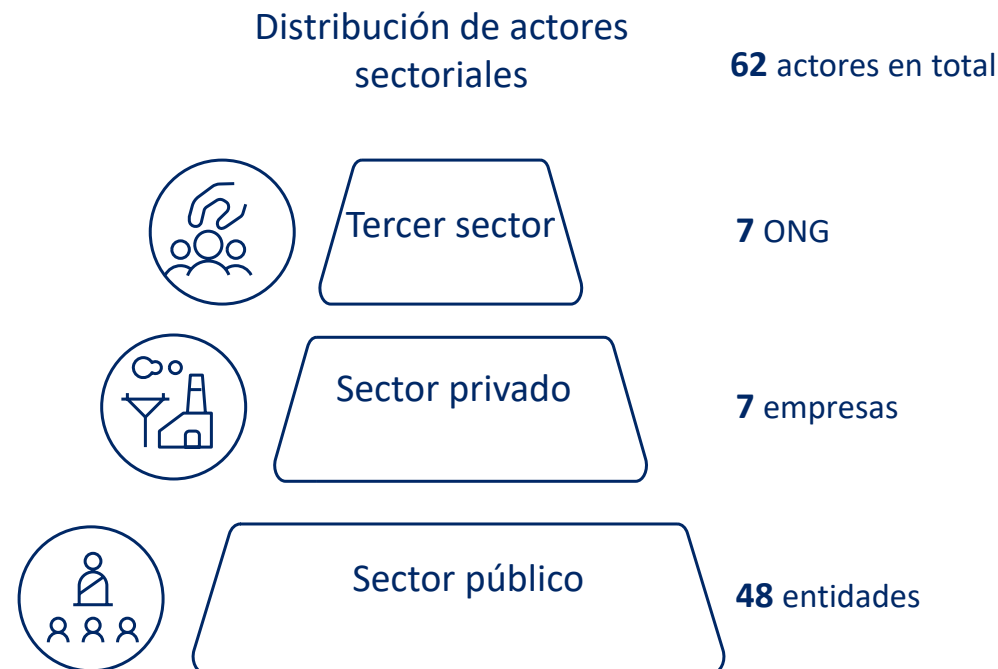 Distribución de actores
sectoriales
62 actores en total
Tercer sector
7 ONG
Sector privado
7 empresas
Sector público
48 entidades